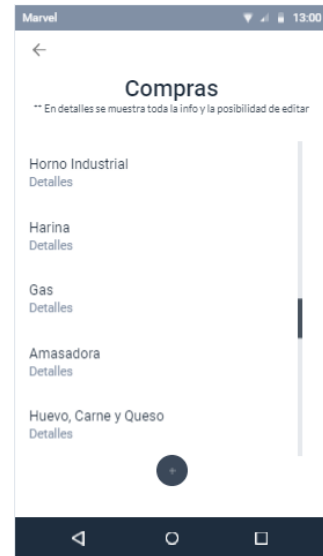 Marvel 13:00
Compras
** En detalles se muestra toda la info y la posibilidad de editar
Horno Industrial
Detalles
Harina
Detalles
Gas
Detalles
Amasadora
Detalles
Huevo, Carne y Queso
Detalles
+